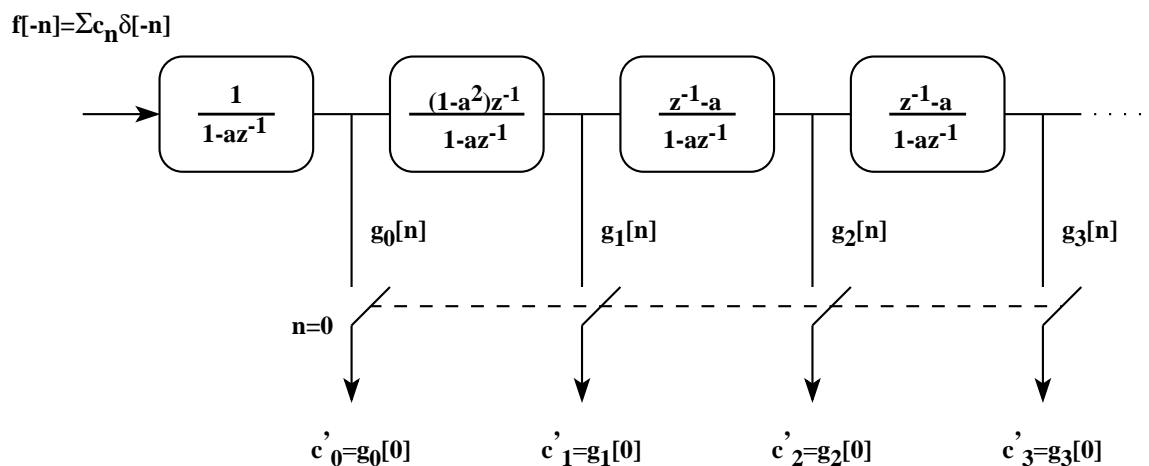 f[-n]=Σc_nδ[-n]
1
1-az^-1
(1-a^2)z^-1
1-az^-1
z^-1-a
1-az^-1
z^-1-a
1-az^-1
. . . .
g_0[n]
g_1[n]
g_2[n]
g_3[n]
n=0
c'_0=g_0[0]
c'_1=g_1[0]
c'_2=g_2[0]
c'_3=g_3[0]